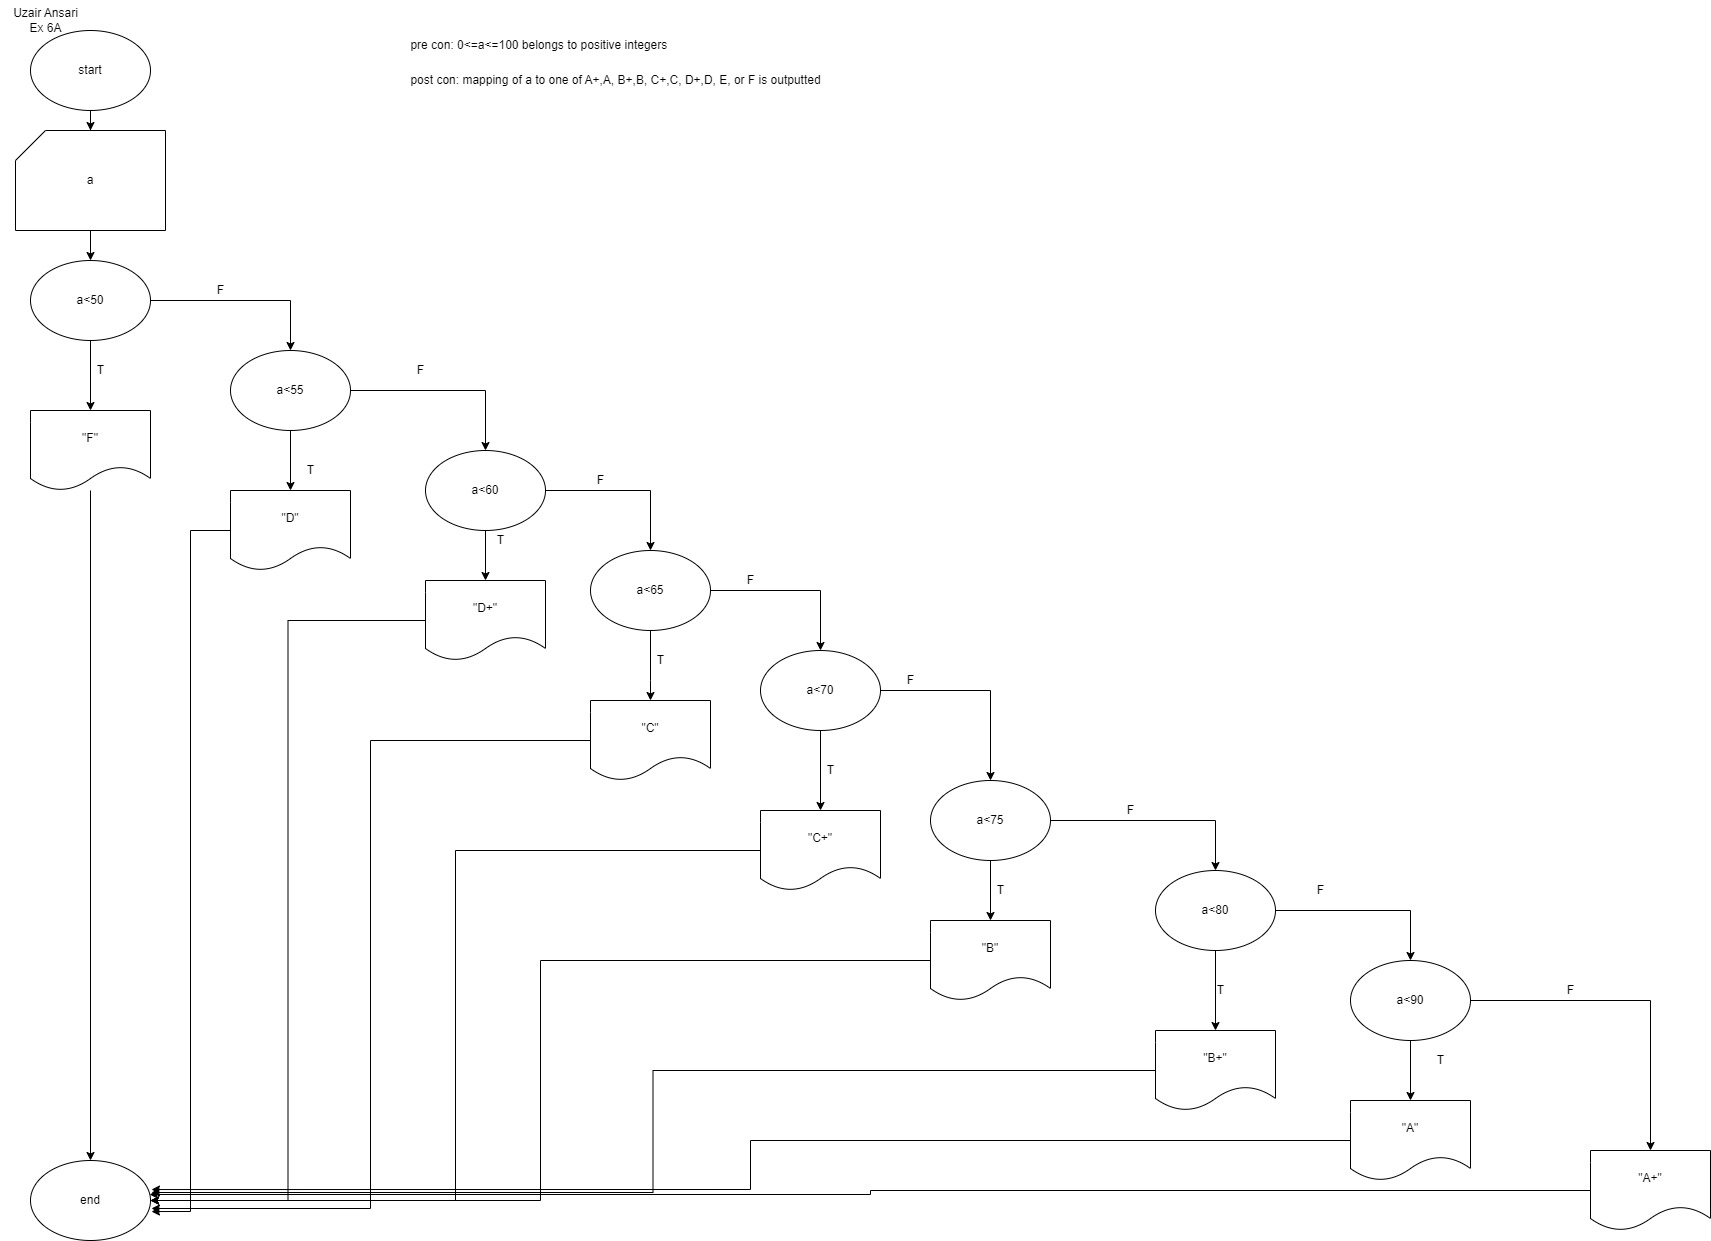 Uzair Ansari
Ex 6A
pre con: 0<=a<=100 belongs to positive integers
start
post con: mapping of a to one of A+,A, B+,B, C+,C, D+,D, E, or F is outputted
a
a<50
F
T
a<55
F
"F"
T
a<60
F
"D"
T
a<65
F
"D+"
T
a<70
F
"C"
T
a<75
F
"C+"
T
a<80
F
"B"
T
a<90
F
"B+"
T
"A"
"A+"
end